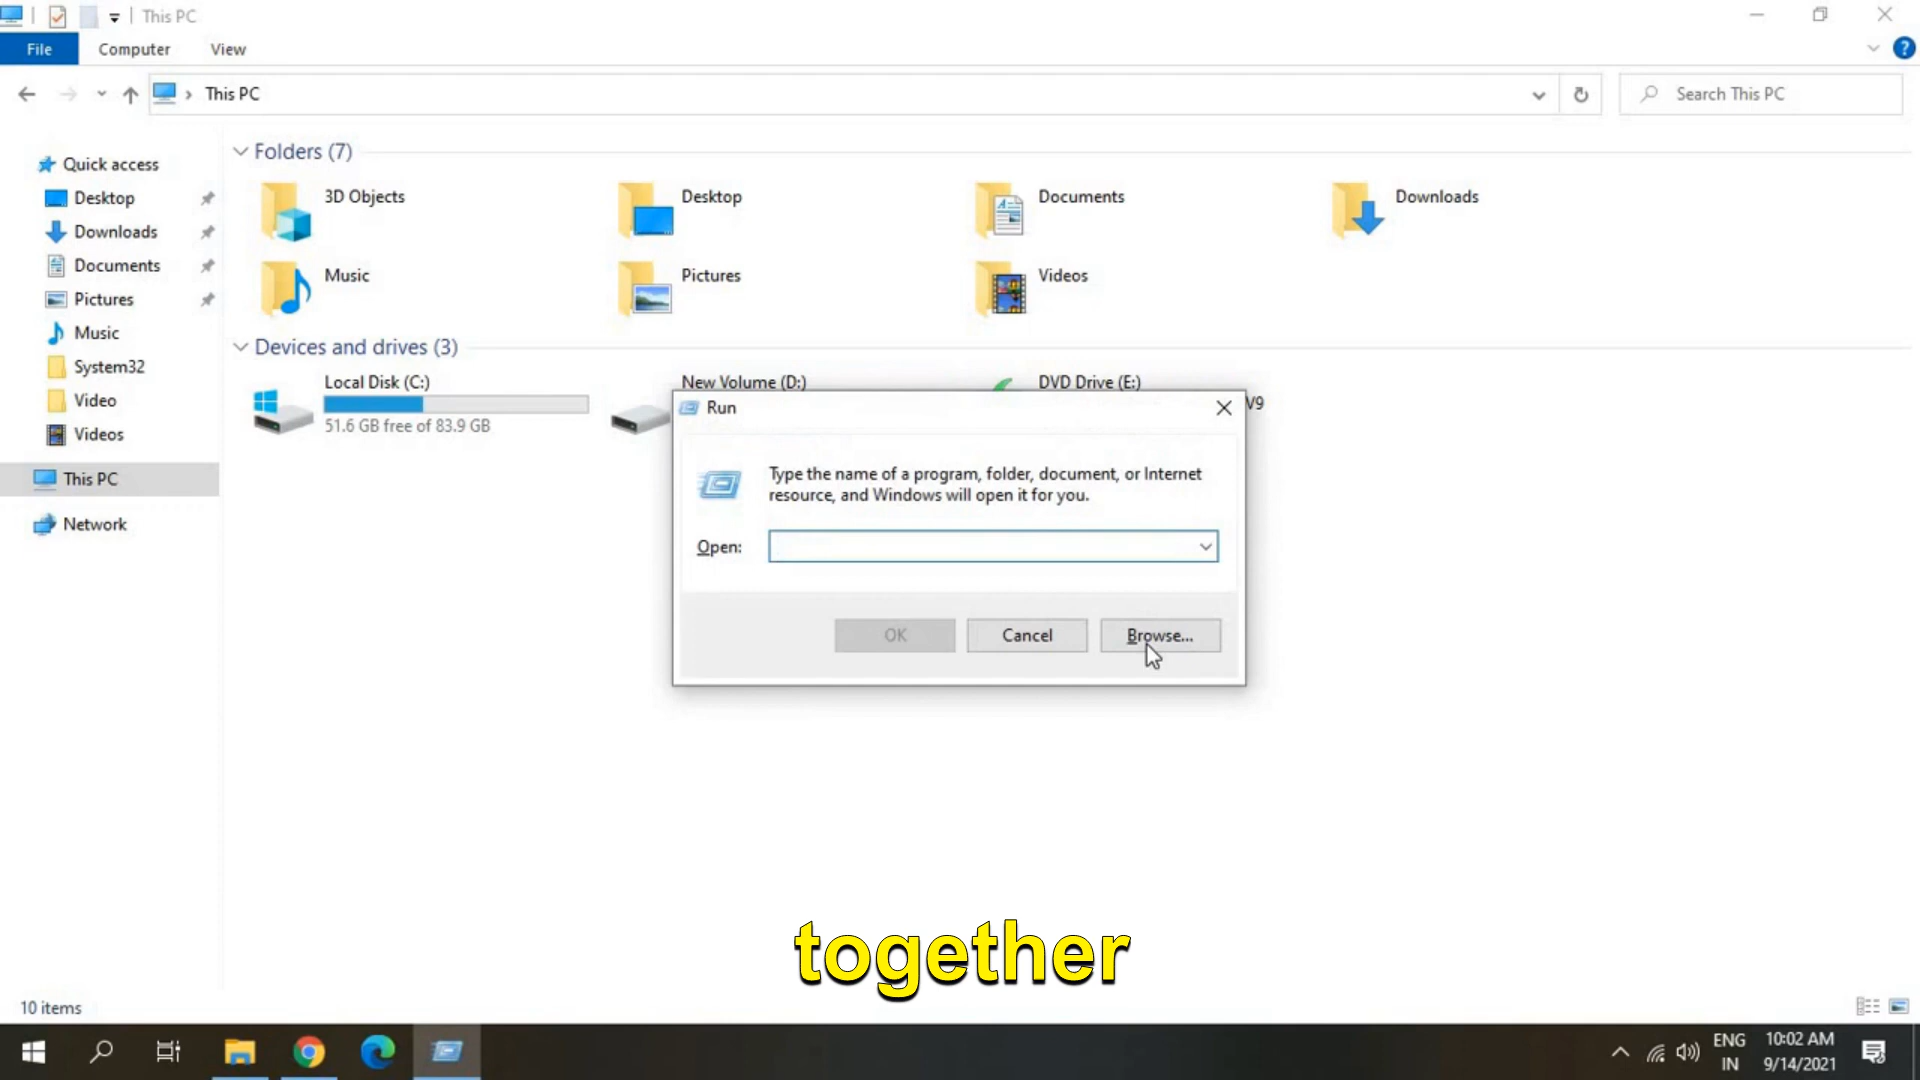 This PC
File
Computer
View
This PC
Search This PC
Quick access
Desktop
Downloads
Documents
Pictures
Music
System32
Video
Videos
This PC
Network
Folders (7)
3D Objects
Desktop
Documents
Downloads
Music
Pictures
Videos
Devices and drives (3)
Local Disk (C:)
51.6 GB free of 83.9 GB
New Volume (D:)
DVD Drive (E:)
V9
Run
Type the name of a program, folder, document, or Internet
resource, and Windows will open it for you.
Open:
OK
Cancel
Browse...
together
10 items
ENG
IN
10:02 AM
9/14/2021